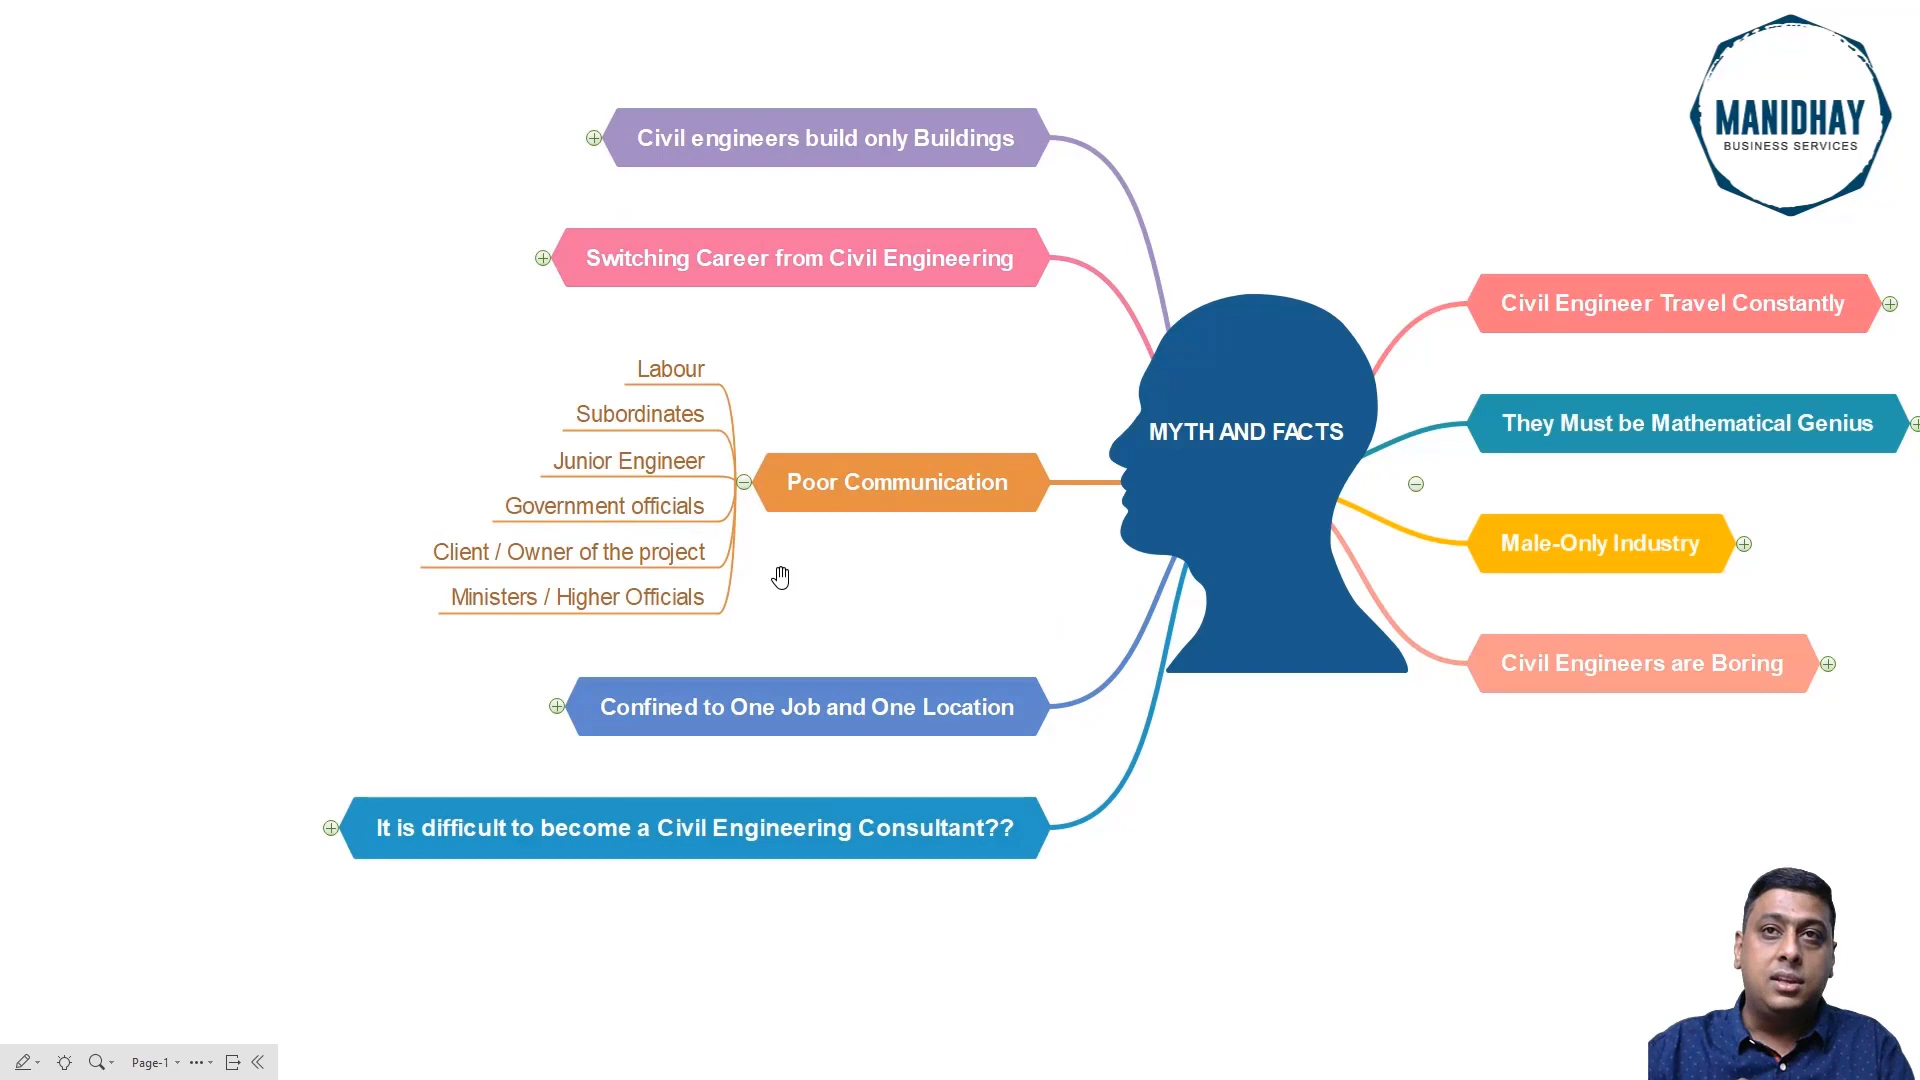 MANIDHAY
BUSINESS SERVICES
Civil engineers build only Buildings
Switching Career from Civil Engineering
Labour
Subordinates
Junior Engineer
Government officials
Client / Owner of the project
Ministers / Higher Officials
Poor Communication
Confined to One Job and One Location
It is difficult to become a Civil Engineering Consultant??
MYTH AND FACTS
Civil Engineer Travel Constantly
They Must be Mathematical Genius
Male-Only Industry
Civil Engineers are Boring
Page-1